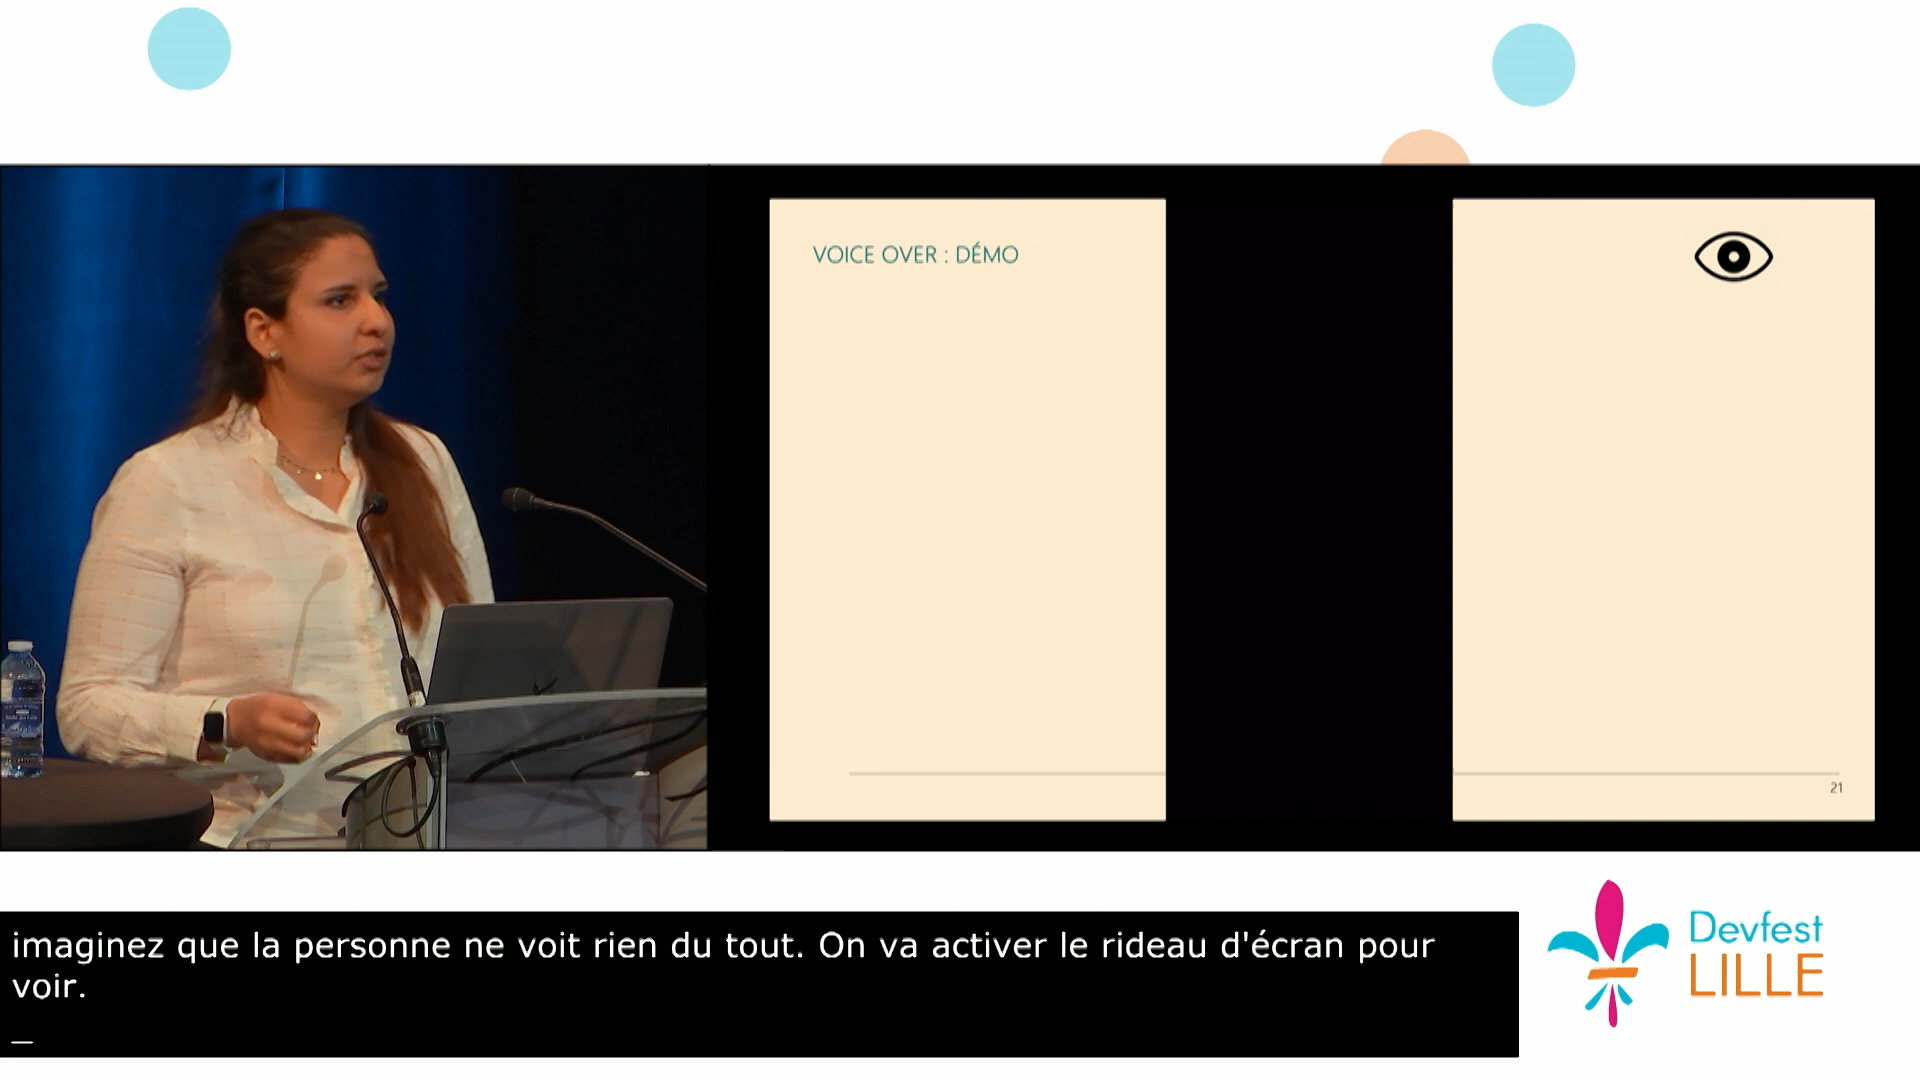 VOICE OVER : DÉMO
21
imaginez que la personne ne voit rien du tout. On va activer le rideau d'écran pour
voir.
_
Devfest
LILLE